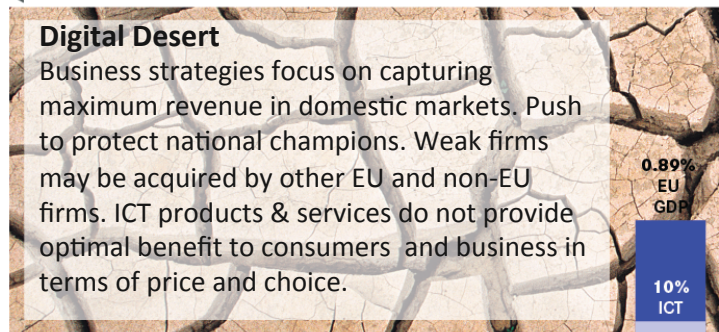 Digital Desert
Business strategies focus on capturing
maximum revenue in domestic markets. Push
to protect national champions. Weak firms
may be acquired by other EU and non-EU
firms. ICT products & services do not provide
optimal benefit to consumers  and business in
terms of price and choice.
0.89%
EU
GDP
10%
ICT